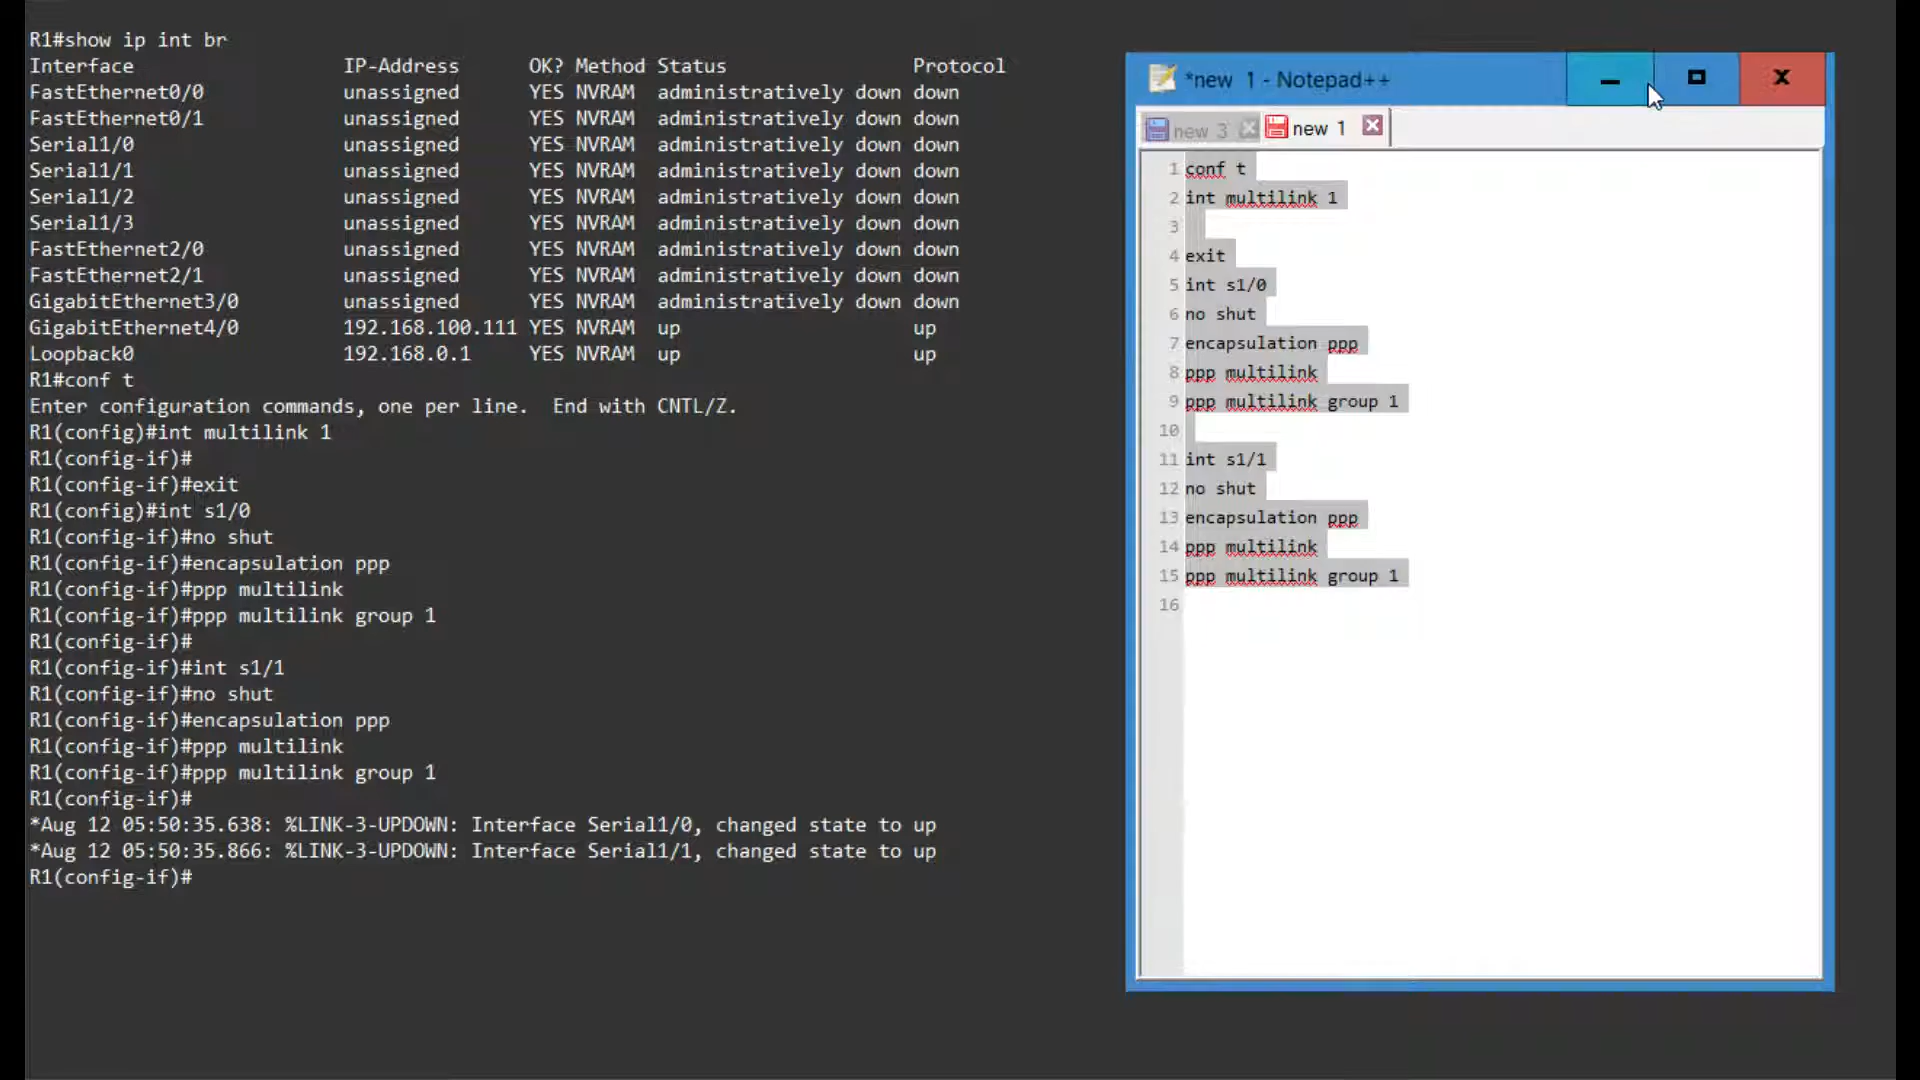 R1#show ip int br
Interface IP-Address OK? Method Status Protocol
FastEthernet0/0 unassigned YES NVRAM administratively down down
FastEthernet0/1 unassigned YES NVRAM administratively down down
Serial1/0 unassigned YES NVRAM administratively down down
Serial1/1 unassigned YES NVRAM administratively down down
Serial1/2 unassigned YES NVRAM administratively down down
Serial1/3 unassigned YES NVRAM administratively down down
FastEthernet2/0 unassigned YES NVRAM administratively down down
FastEthernet2/1 unassigned YES NVRAM administratively down down
GigabitEthernet3/0 unassigned YES NVRAM administratively down down
GigabitEthernet4/0 192.168.100.111 YES NVRAM up up
Loopback0 192.168.0.1 YES NVRAM up up
R1#conf t
Enter configuration commands, one per line. End with CNTL/Z.
R1(config)#int multilink 1
R1(config-if)#
R1(config-if)#exit
R1(config)#int s1/0
R1(config-if)#no shut
R1(config-if)#encapsulation ppp
R1(config-if)#ppp multilink
R1(config-if)#ppp multilink group 1
R1(config-if)#
R1(config-if)#int s1/1
R1(config-if)#no shut
R1(config-if)#encapsulation ppp
R1(config-if)#ppp multilink
R1(config-if)#ppp multilink group 1
R1(config-if)#
*Aug 12 05:50:35.638: %LINK-3-UPDOWN: Interface Serial1/0, changed state to up
*Aug 12 05:50:35.866: %LINK-3-UPDOWN: Interface Serial1/1, changed state to up
R1(config-if)#
*new 1 - Notepad++
new 3 new 1
1 conf t
2 int multilink 1
3
4 exit
5 int s1/0
6 no shut
7 encapsulation ppp
8 ppp multilink
9 ppp multilink group 1
10
11 int s1/1
12 no shut
13 encapsulation ppp
14 ppp multilink
15 ppp multilink group 1
16